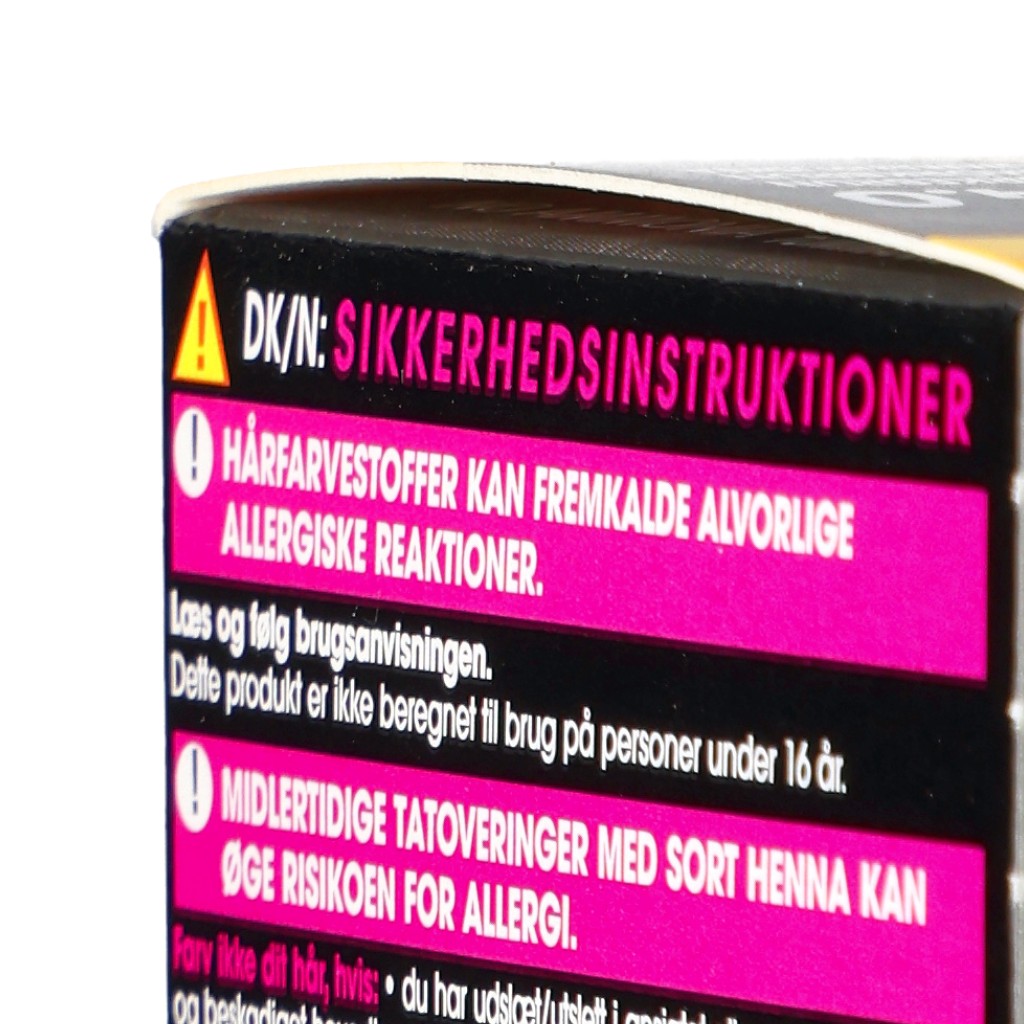 DK/N: SIKKERHEDSINSTRUKTIONER
HÅRFARVESTOFFER KAN FREMKALDE ALVORLIGE
ALLERGISKE REAKTIONER.
Læs og følg brugsanvisningen.
Dette produkt er ikke beregnet til brug på personer under 16 år.
MIDLERTIDIGE TATOVERINGER MED SORT HENNA KAN
ØGE RISIKOEN FOR ALLERGI.
Farv ikke dit hår, hvis: • du har udslæt/utslett i
og beskadiget